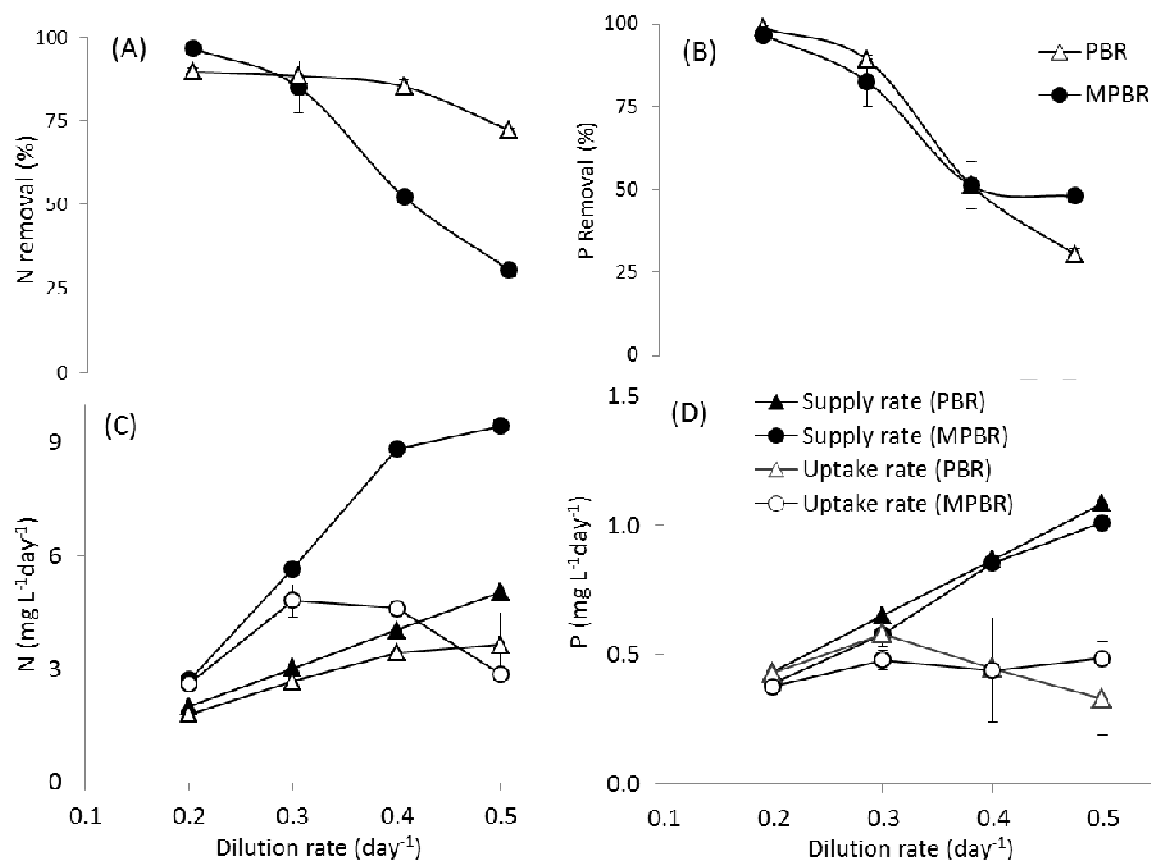 (A)
100
75
50
25
0
N removal (%)
(B)
100
75
50
25
0
P Removal (%)
PBR
MPBR
(C)
9
6
3
0
N (mg L⁻¹day⁻¹)
0.1 0.2 0.3 0.4 0.5
Dilution rate (day⁻¹)
(D)
1.5
1.0
0.5
0.0
P (mg L⁻¹day⁻¹)
Supply rate (PBR)
Supply rate (MPBR)
Uptake rate (PBR)
Uptake rate (MPBR)
0.1 0.2 0.3 0.4 0.5
Dilution rate (day⁻¹)